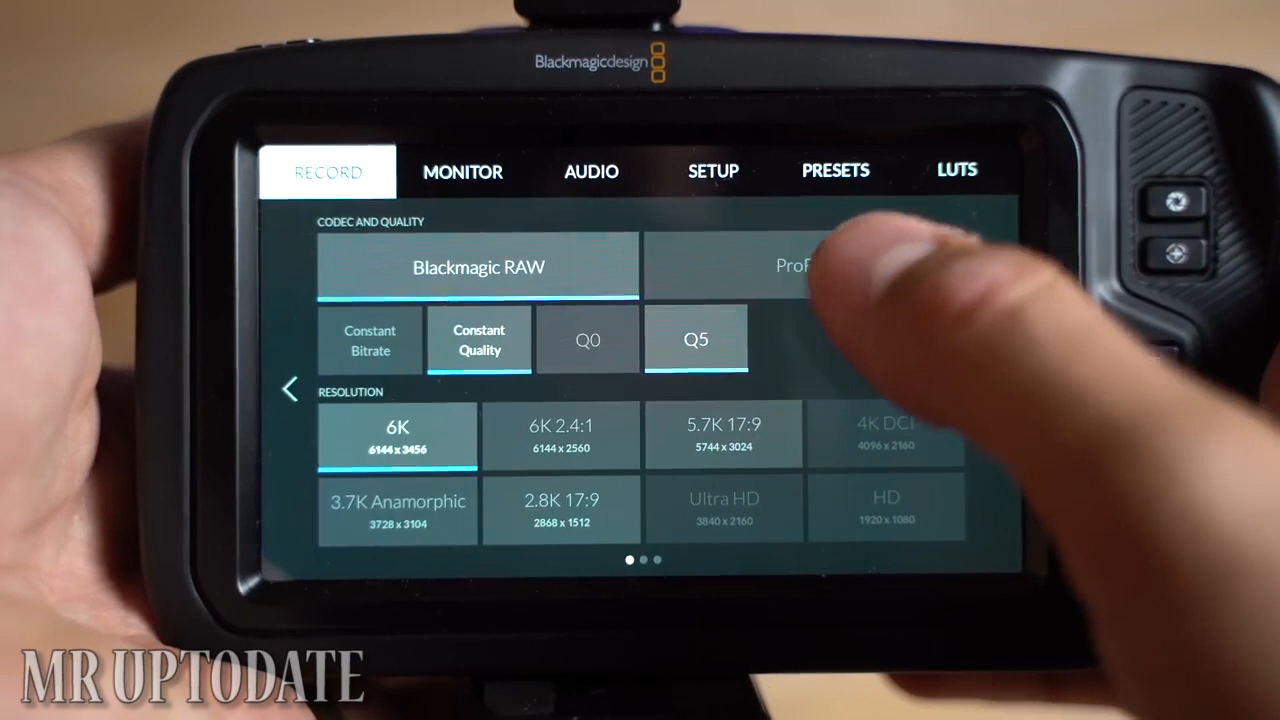 Blackmagicdesign
RECORD MONITOR AUDIO SETUP PRESETS LUTS
CODEC AND QUALITY
Blackmagic RAW
Constant Bitrate
Constant Quality
Q0
Q5
RESOLUTION
6K
6144 x 3456
6K 2.4:1
6144 x 2560
5.7K 17:9
5744 x 3024
4K DCI
4096 x 2160
3.7K Anamorphic
3728 x 3104
2.8K 17:9
2868 x 1512
Ultra HD
3840 x 2160
HD
1920 x 1080
MR UPTODATE